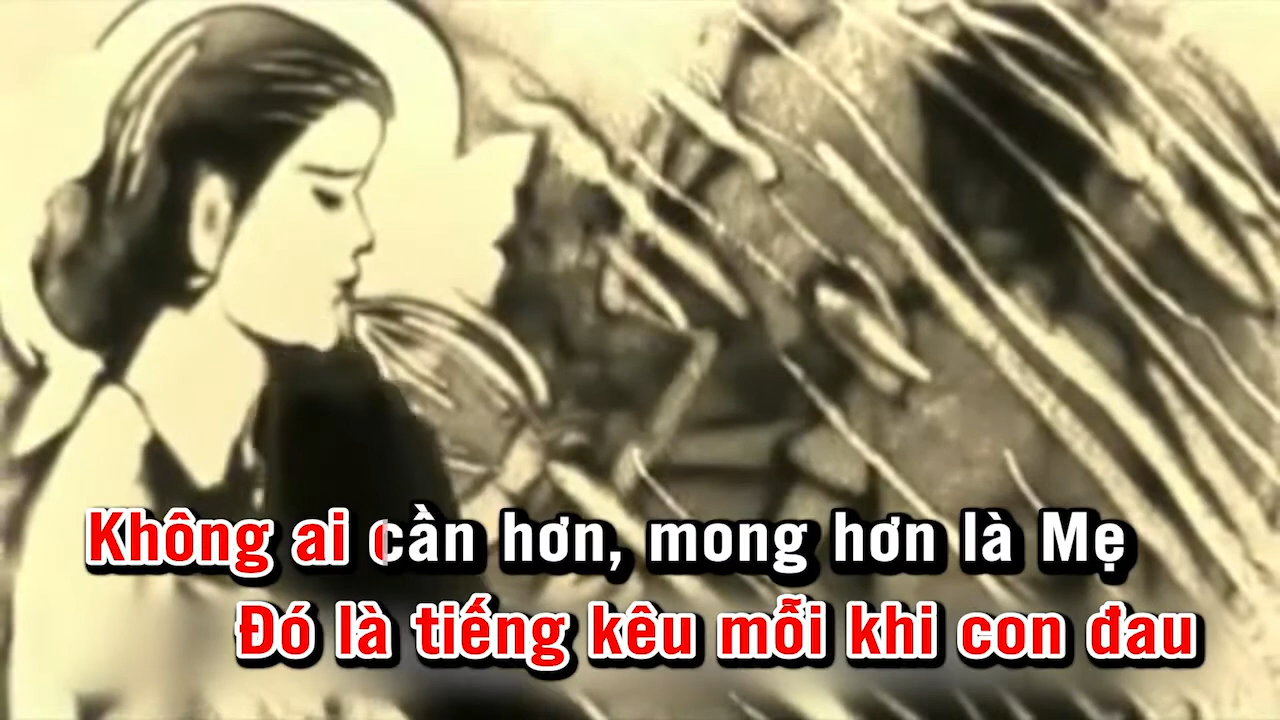 Không ai cần hơn, mong hơn là Mẹ
Đó là tiếng kêu mỗi khi con đau